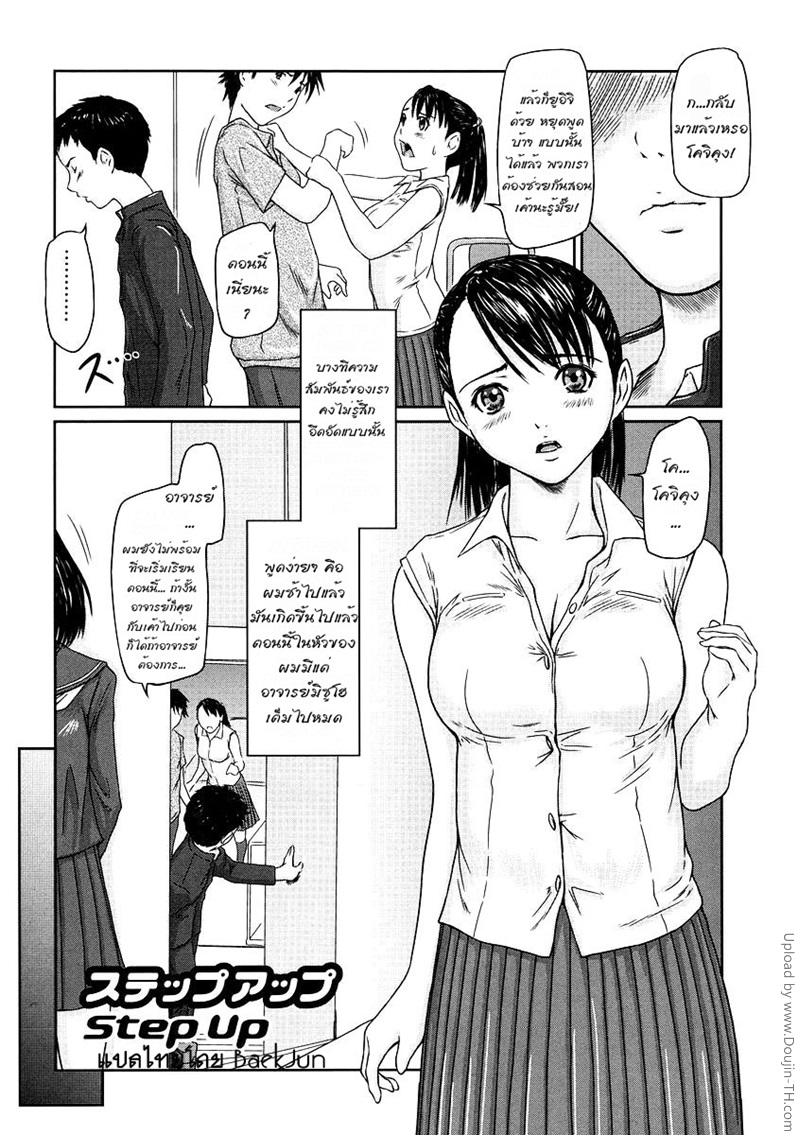 ก...กลับ
มาแล้วเหรอ
โคจิคุง!
แล้วก็ยูอิจิ
ด้วย หยุดพูด
บ้าๆ แบบนั้น
ได้แล้ว พวกเรา
ต้องช่วยกันสอน
เค้านะรู้มั๊ย!
ตอนนี้
เนี่ยนะ
?
ズ...
บางทีความ
สัมพันธ์ของเรา
คงไม่รู้สึก
อึดอัดแบบนั้น
โค...
โคจิคุง
...
อาจารย์
...
ผมยังไม่พร้อม
ที่จะเริ่มเรียน
ตอนนี้... ถ้างั้น
อาจารย์ก็คุย
กับเค้าไปก่อน
ก็ได้ถ้าอาจารย์
ต้องการ...
พูดง่ายๆ คือ
ผมช้าไปแล้ว
มันเกิดขึ้นไปแล้ว
ตอนนี้ในหัวของ
ผมมีแต่
อาจารย์มิซูโฮ
เต็มไปหมด
ステップアップ
Step Up
แปลไทยโดย BaekJun
Upload by www.Doujin-TH.com